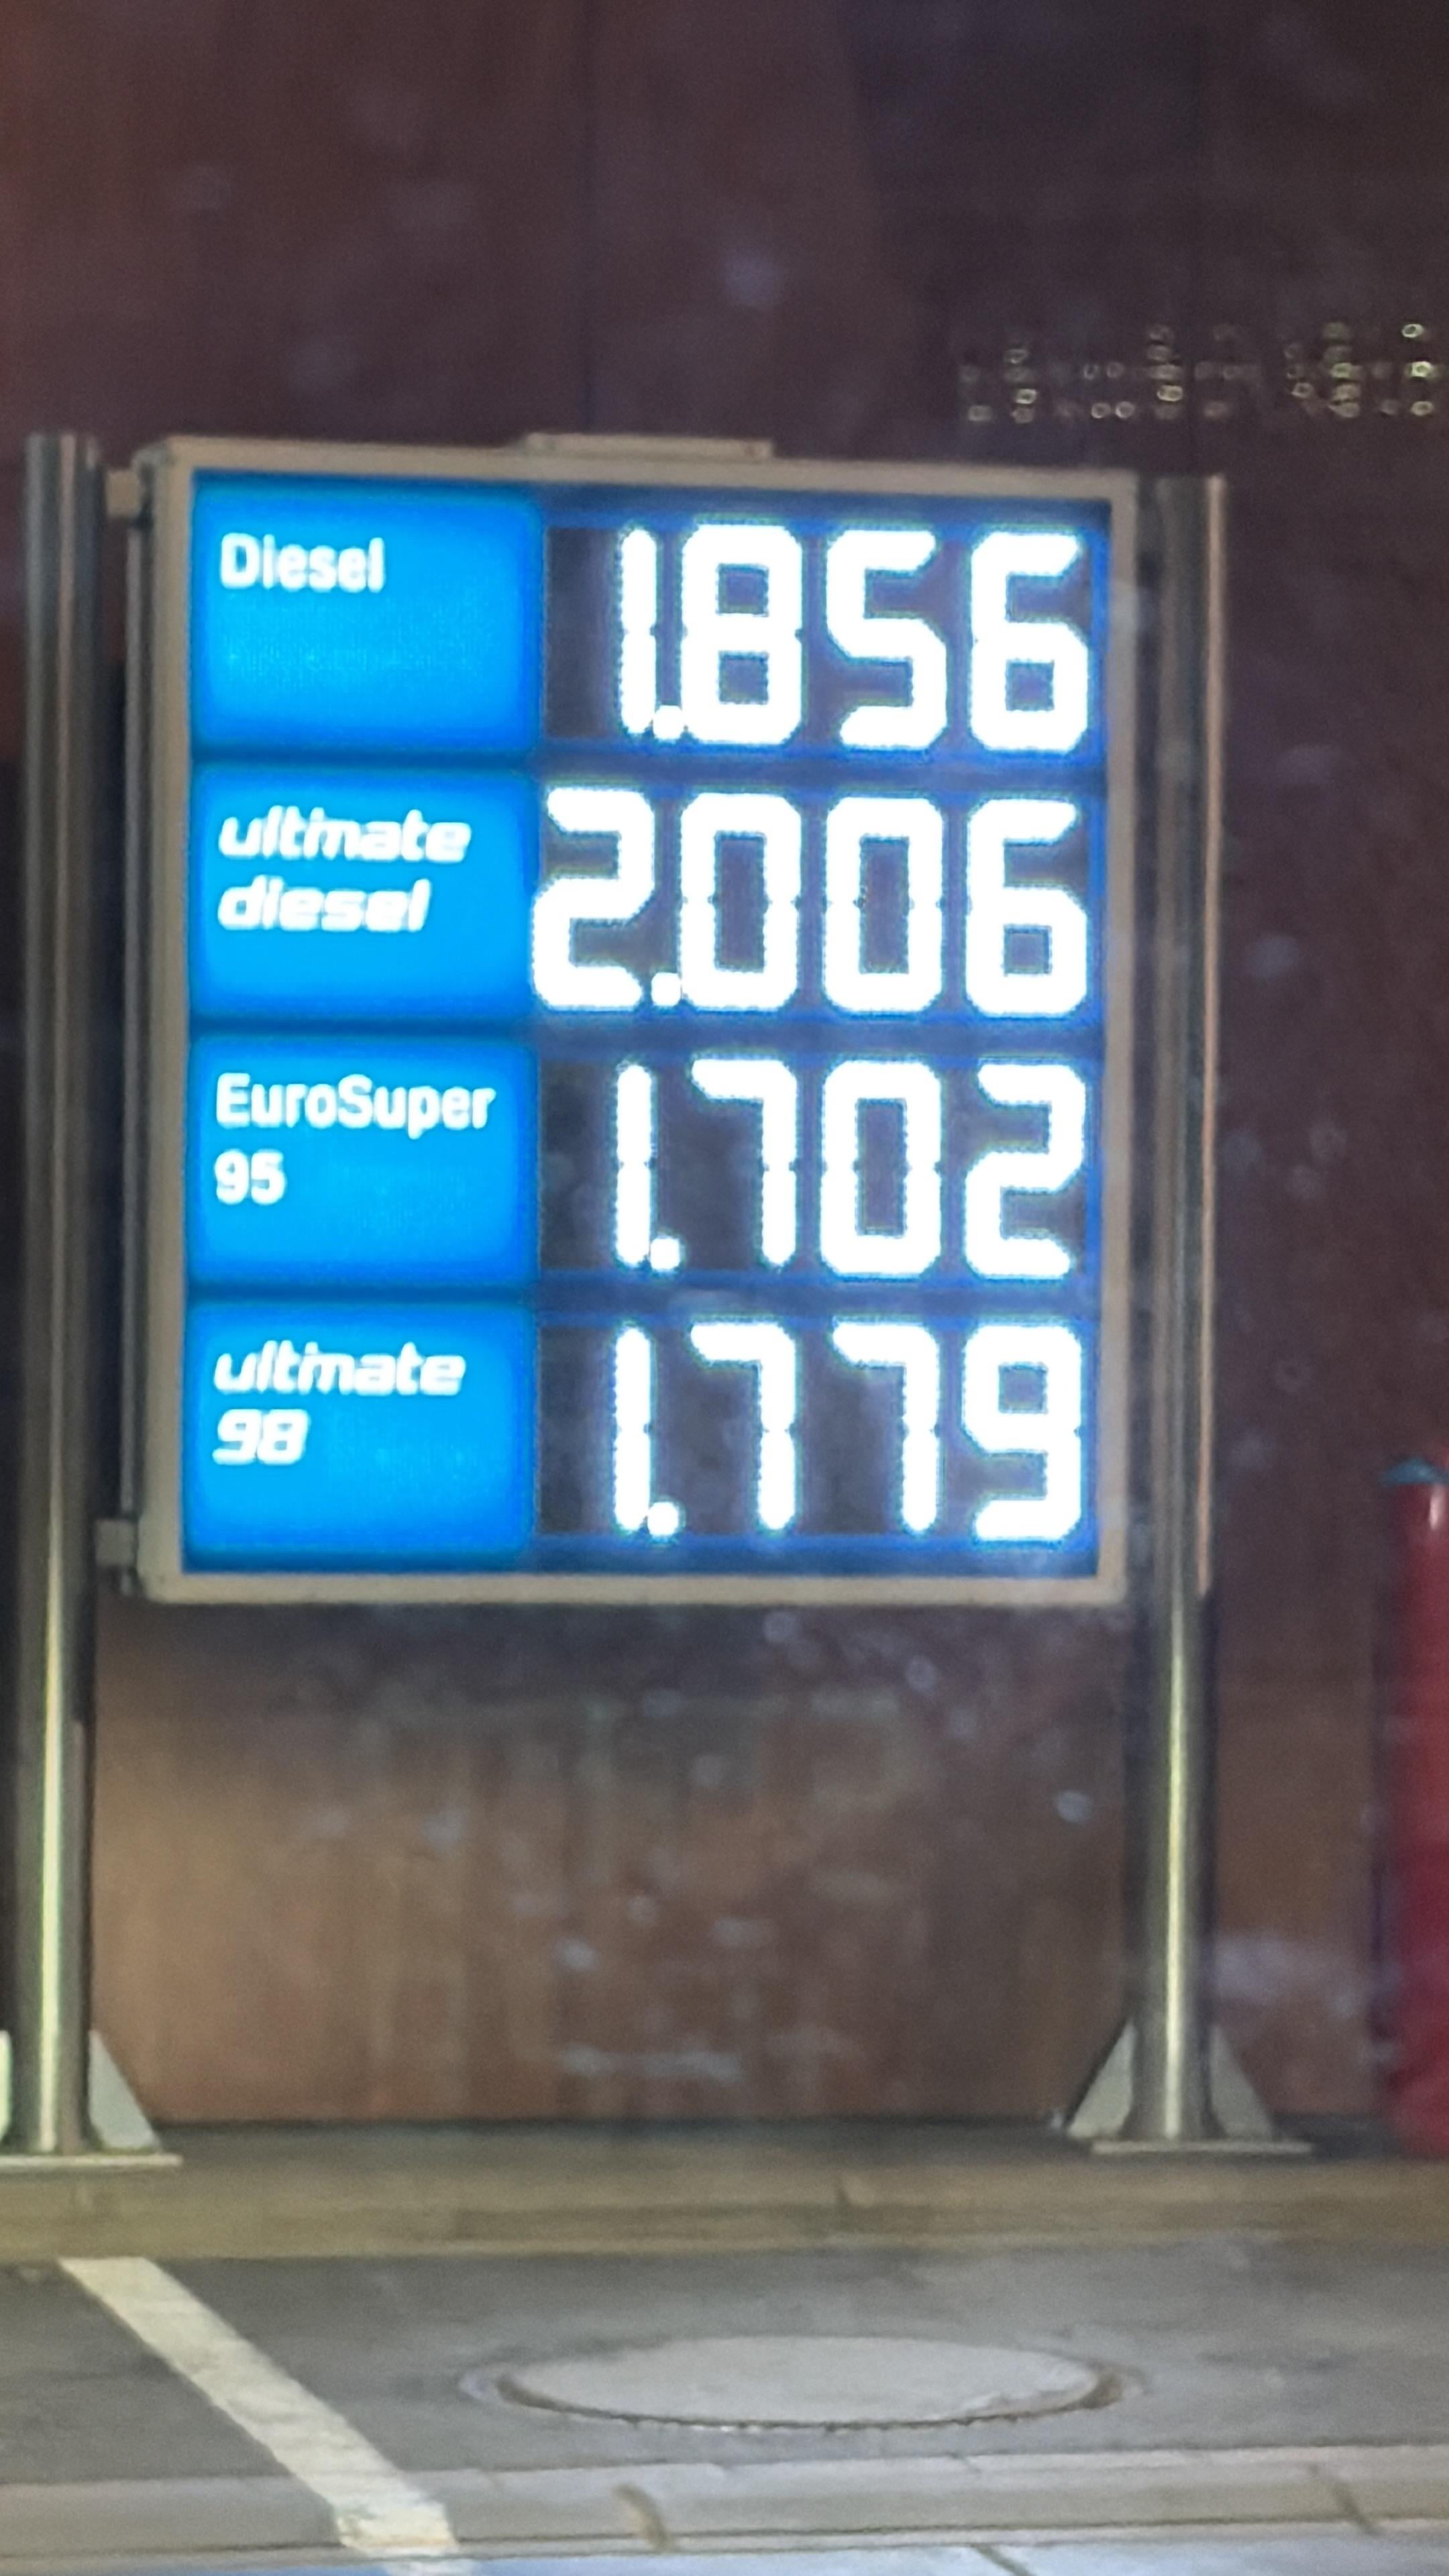 Diesel 1.856
ultimate
diesel 2.006
EuroSuper
95 1.702
ultimate
98 1.779